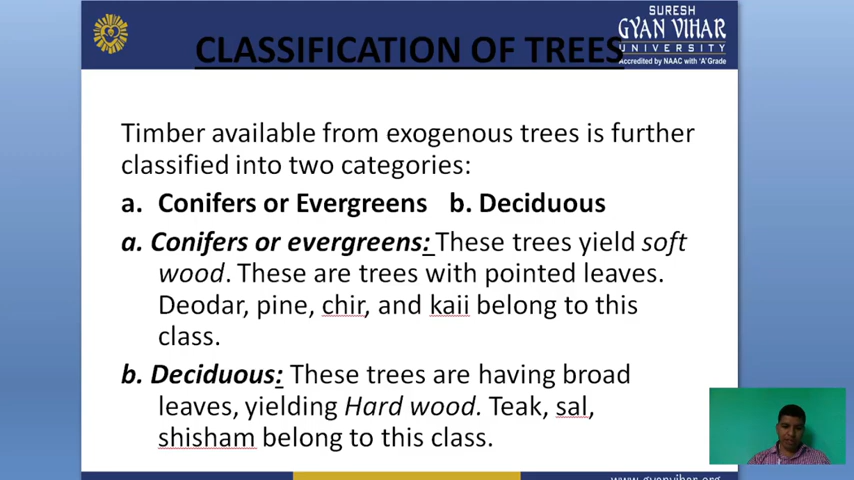 SURESH
GYAN VIHAR
UNIVERSITY
Accredited by NAAC with 'A' Grade
CLASSIFICATION OF TREES
Timber available from exogenous trees is further
classified into two categories:
a. Conifers or Evergreens b. Deciduous
a. Conifers or evergreens: These trees yield soft
wood. These are trees with pointed leaves.
Deodar, pine, chir, and kaii belong to this
class.
b. Deciduous: These trees are having broad
leaves, yielding Hard wood. Teak, sal,
shisham belong to this class.
www.gyanvihar.org